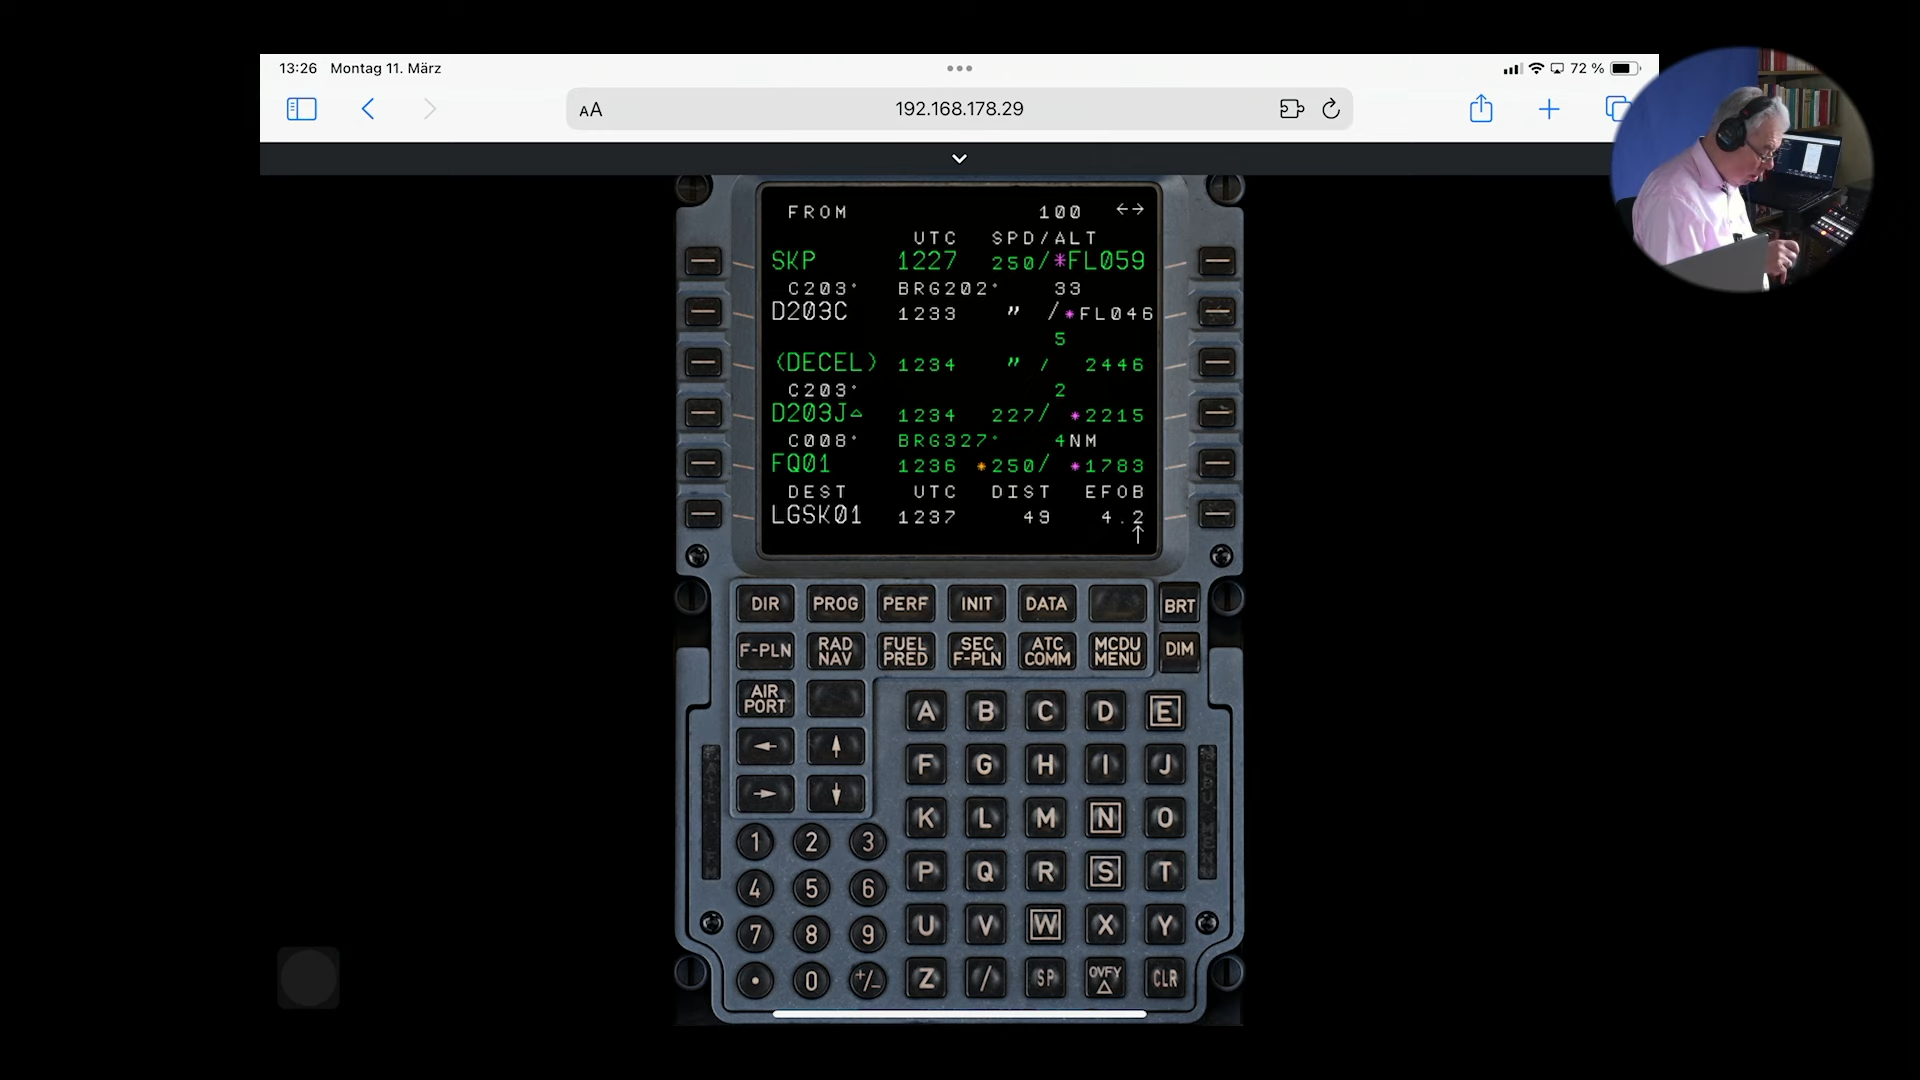 13:26 Montag 11. März
72 %
AA 192.168.178.29
FROM 100 ←→
UTC SPD/ALT
SKP 1227 250/*FL059
C203° BRG202° 33
D203C 1233 " /*FL046
5
(DECEL) 1234 " / 2446
C203° 2
D203J△ 1234 227/ *2215
C008° BRG327° 4NM
FQ01 1236 *250/ *1783
DEST UTC DIST EFOB
LGSK01 1237 49 4.2
↑
DIR PROG PERF INIT DATA BRT
F-PLN RAD NAV FUEL PRED SEC F-PLN ATC COMM MCDU MENU DIM
AIR PORT
← ↑
→ ↓
A B C D E
F G H I J
K L M N O
P Q R S T
U V W X Y
Z / SP OVFY △ CLR
1 2 3
4 5 6
7 8 9
. 0 +/-